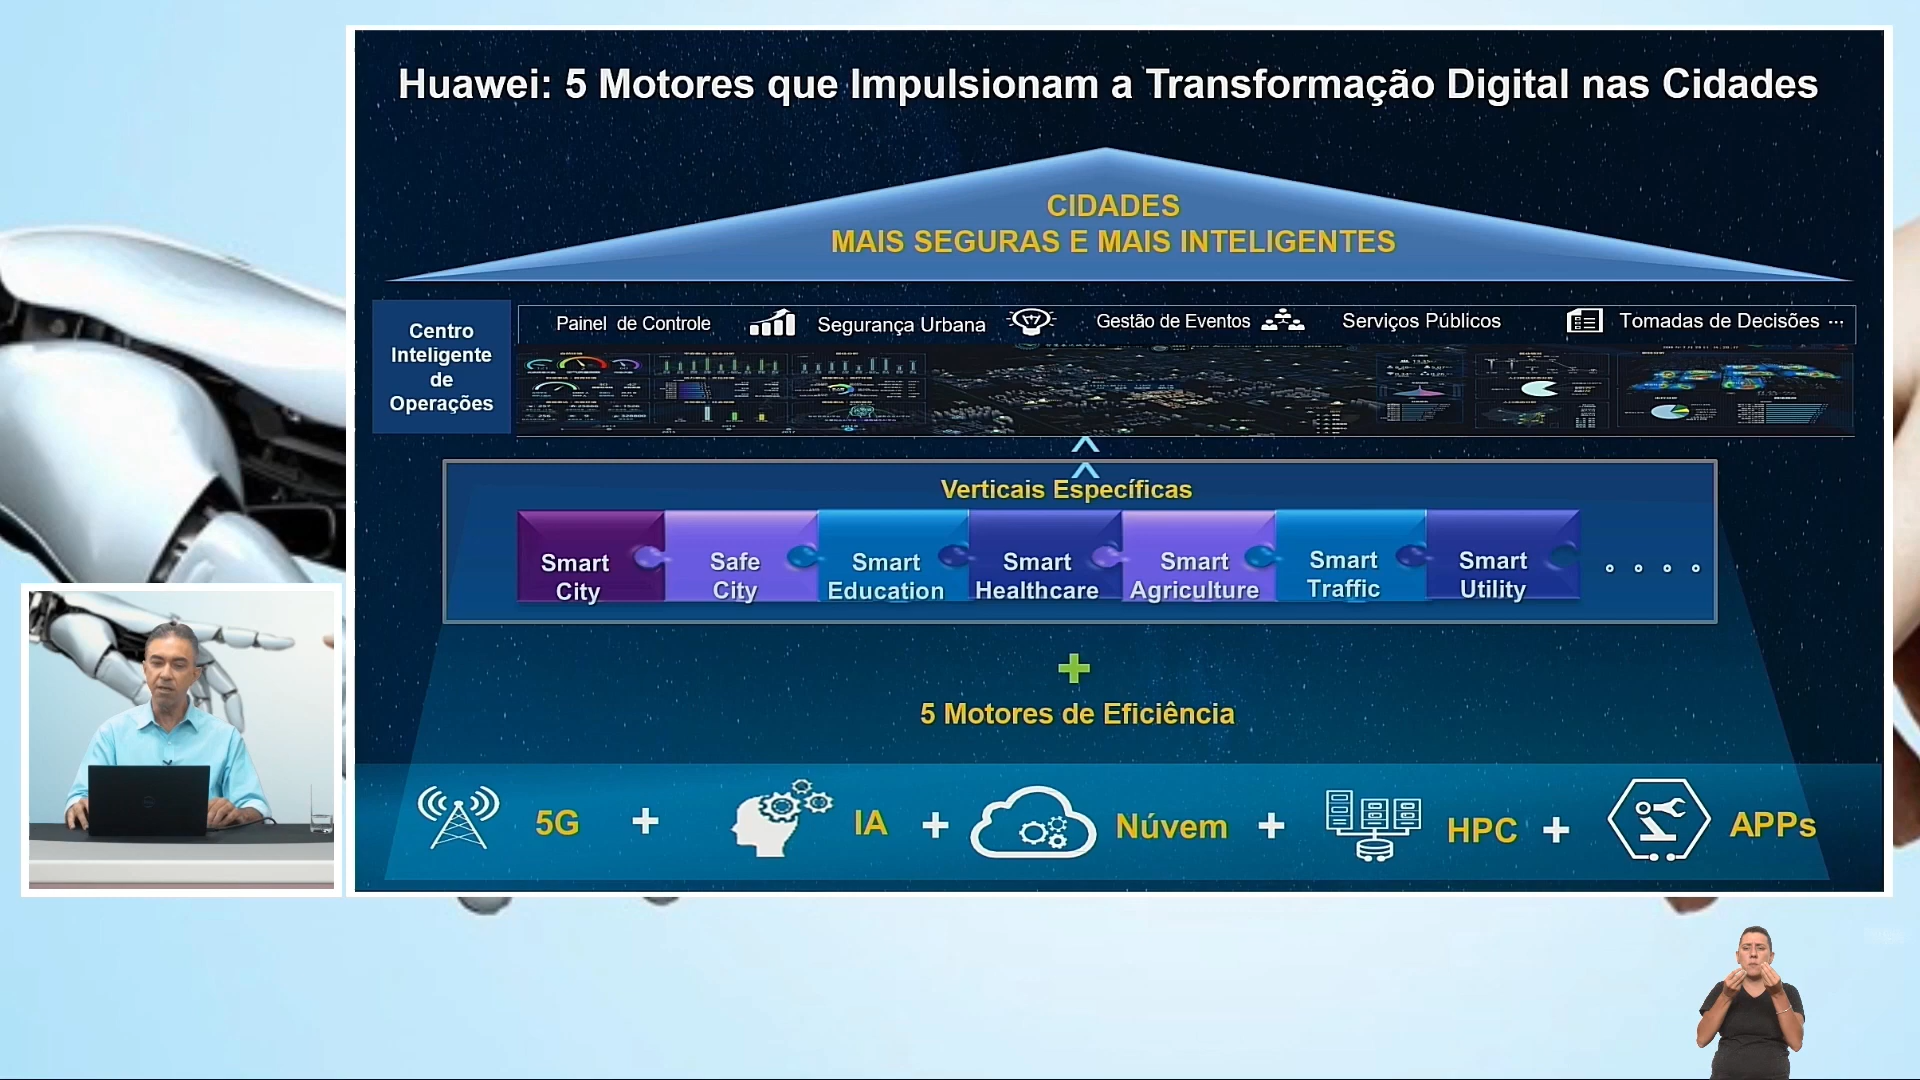 Huawei: 5 Motores que Impulsionam a Transformação Digital nas Cidades
CIDADES
MAIS SEGURAS E MAIS INTELIGENTES
Centro
Inteligente
de
Operações
Painel de Controle
Segurança Urbana
Gestão de Eventos
Serviços Públicos
Tomadas de Decisões ...
Verticais Específicas
Smart
City
Safe
City
Smart
Education
Smart
Healthcare
Smart
Agriculture
Smart
Traffic
Smart
Utility
+
5 Motores de Eficiência
5G + IA + Núvem + HPC + APPs